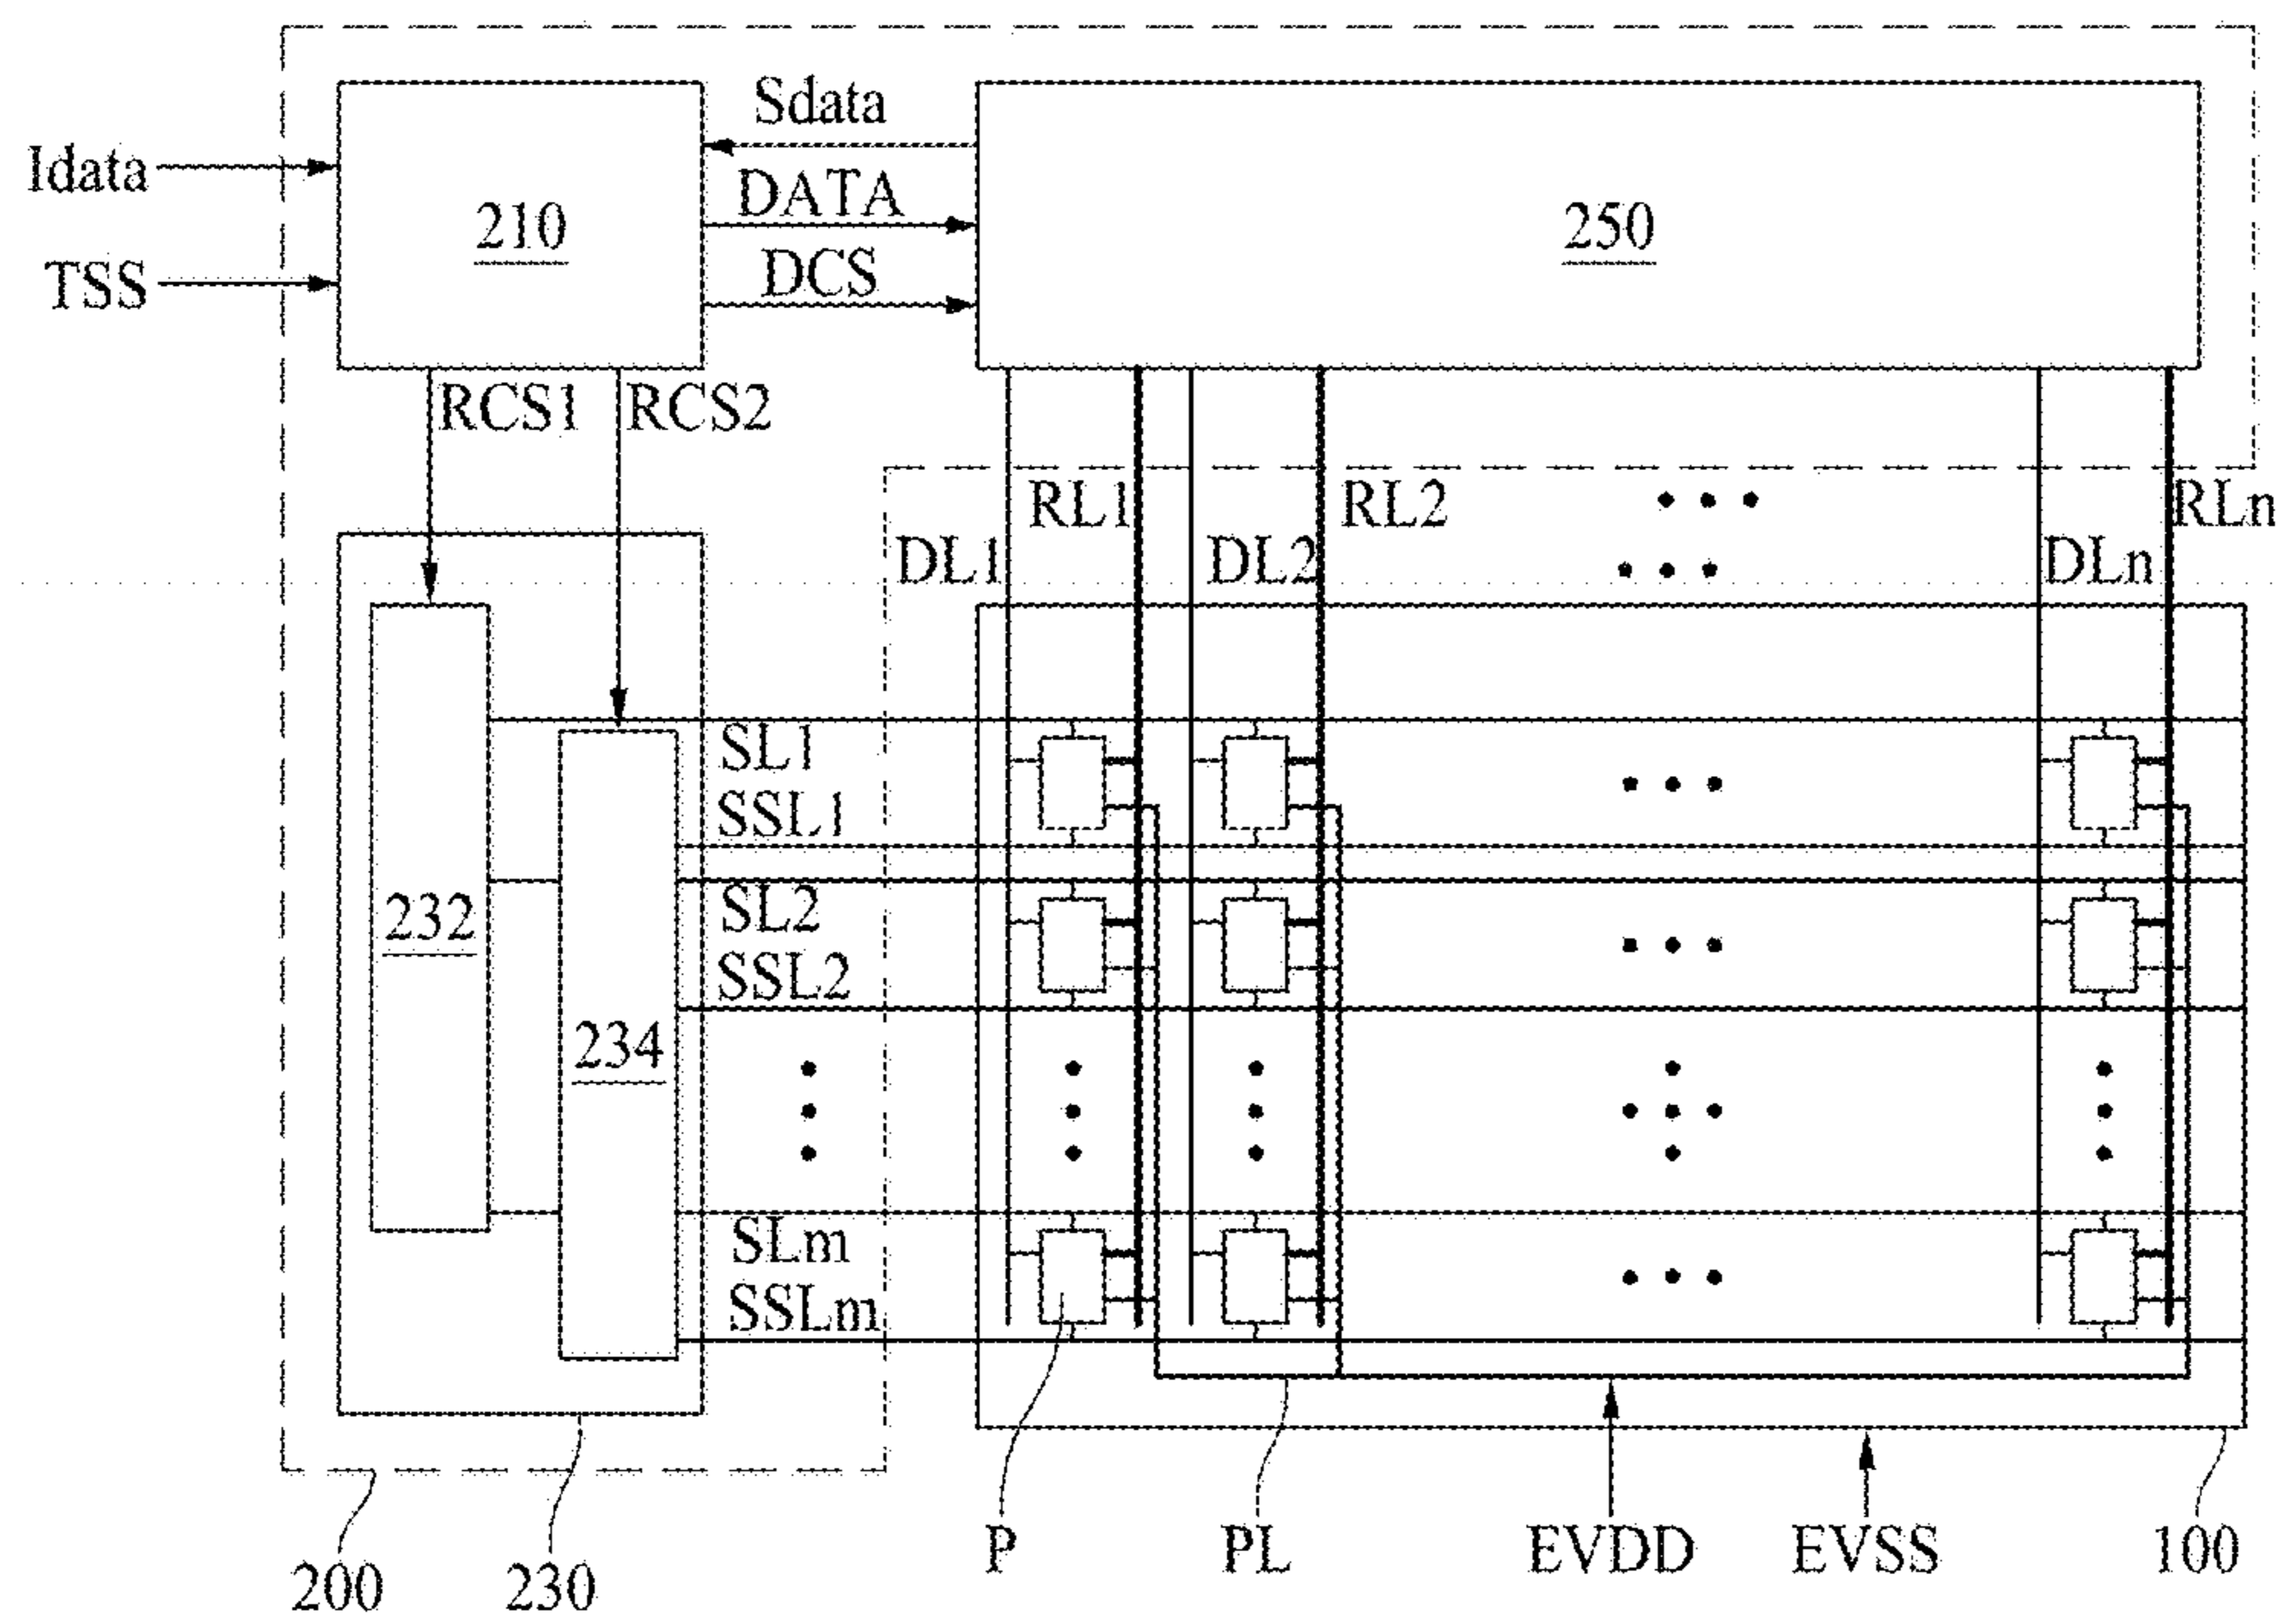 Sdata
Idata
DATA
210
250
TSS
DCS
RCS1
RCS2
RL1
RL2
RLn
DL1
DL2
DLn
SL1
SSL1
232
SL2
SSL2
234
SLm
SSLm
P
PL
EVDD
EVSS
100
200
230